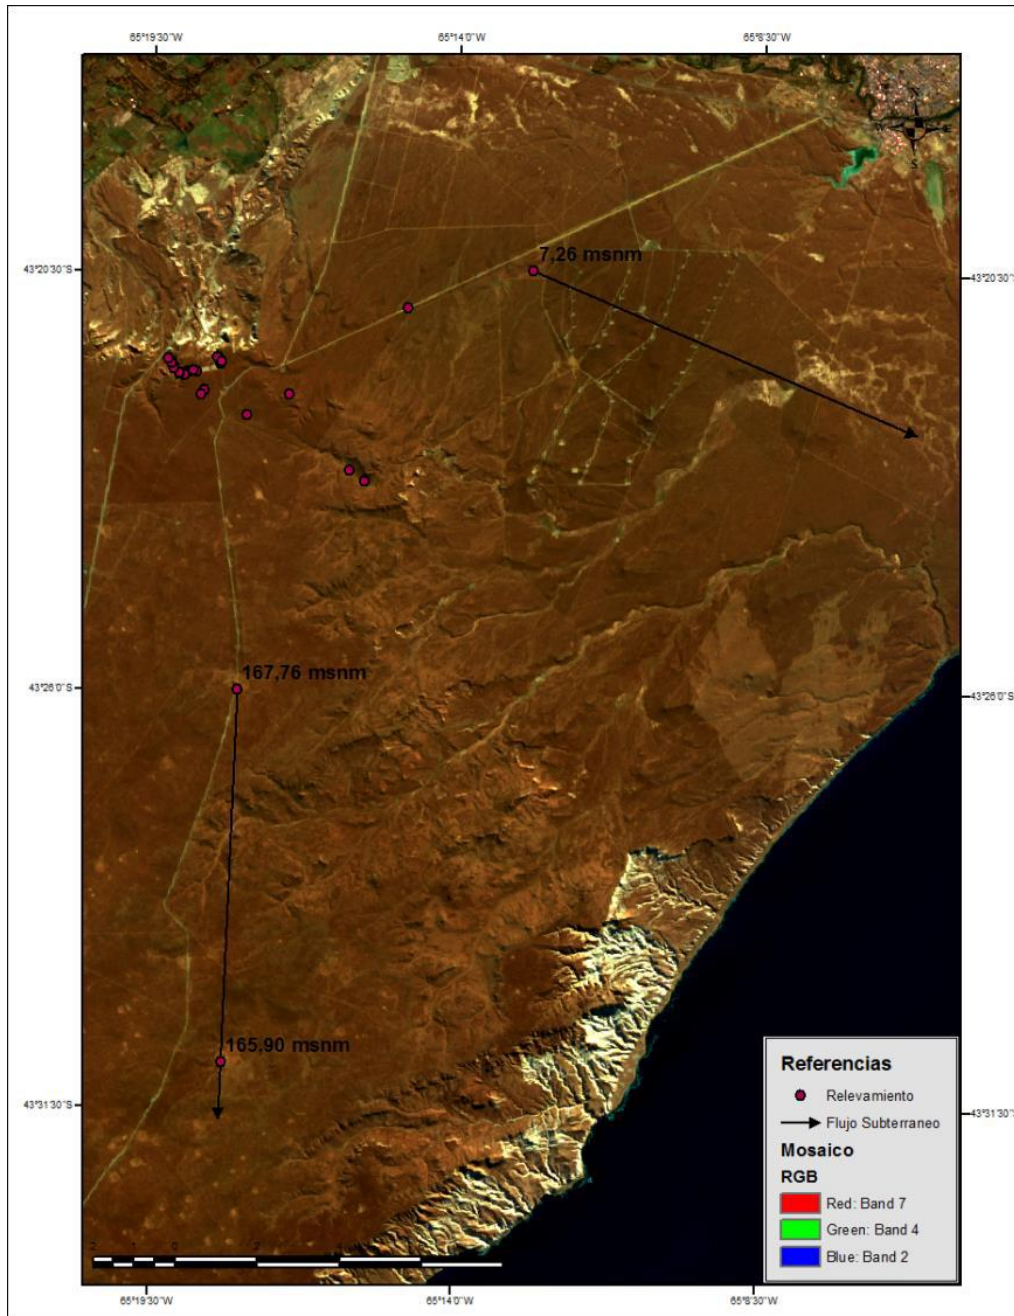 65°19'30"W 65°14'0"W 65°8'30"W
N
W E
S
7,26 msnm
43°20'30"S 43°20'30"S
167,76 msnm
43°26'0"S 43°26'0"S
165,90 msnm
43°31'30"S 43°31'30"S
Referencias
Relevamiento
Flujo Subterraneo
Mosaico
RGB
Red: Band 7
Green: Band 4
Blue: Band 2
65°19'30"W 65°14'0"W 65°8'30"W